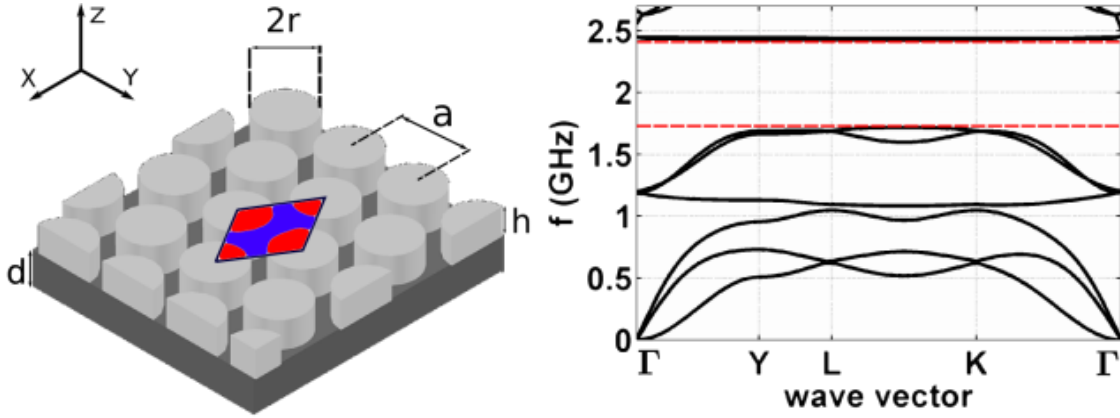 Z
X
Y
2r
a
h
d
f (GHz)
2.5
2
1.5
1
0.5
0
Γ Y L K Γ
wave vector